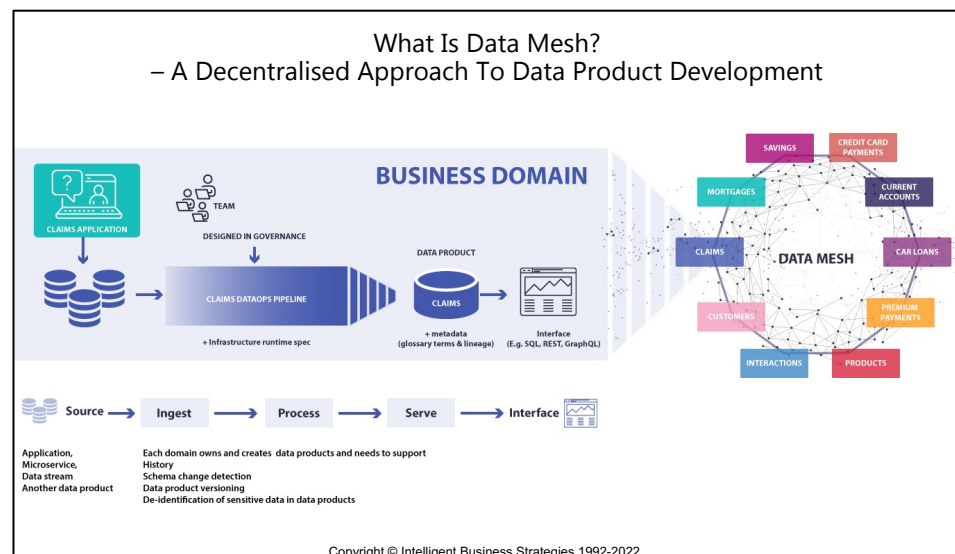 What Is Data Mesh?
– A Decentralised Approach To Data Product Development
BUSINESS DOMAIN
?
CLAIMS APPLICATION
TEAM
DESIGNED IN GOVERNANCE
CLAIMS DATAOPS PIPELINE
+ Infrastructure runtime spec
DATA PRODUCT
CLAIMS
+ metadata
(glossary terms & lineage)
Interface
(E.g. SQL, REST, GraphQL)
SAVINGS
CREDIT CARD
PAYMENTS
MORTGAGES
CURRENT
ACCOUNTS
CLAIMS
DATA MESH
CAR LOANS
CUSTOMERS
PREMIUM
PAYMENTS
INTERACTIONS
PRODUCTS
Source
Ingest
Process
Serve
Interface
Application,
Microservice,
Data stream
Another data product
Each domain owns and creates data products and needs to support
History
Schema change detection
Data product versioning
De-identification of sensitive data in data products
Copyright © Intelligent Business Strategies 1992-2022